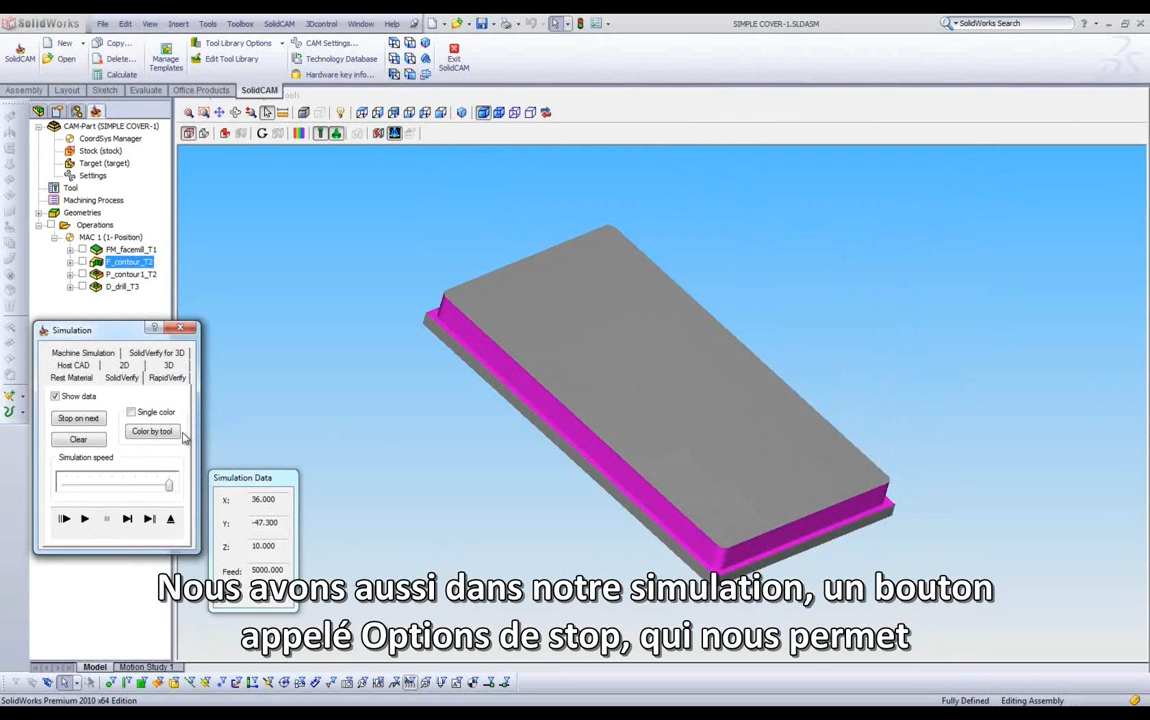 SolidWorks
File Edit View Insert Tools Toolbox SolidCAM 3Dcontrol Window Help
SIMPLE COVER-1.SLDASM
SolidWorks Search
SolidCAM
New
Open
Copy...
Delete...
Calculate
Manage Templates
Tool Library Options
Edit Tool Library
CAM Settings...
Technology Database
Hardware key info...
Exit SolidCAM
Assembly Layout Sketch Evaluate Office Products SolidCAM
CAM-Part (SIMPLE COVER-1)
CoordSys Manager
Stock (stock)
Target (target)
Settings
Tool
Machining Process
Geometries
Operations
MAC 1 (1- Position)
FM_facemill_T1
F_contour_T2
P_contour1_T2
D_drill_T3
Simulation
Machine Simulation SolidVerify for 3D
Host CAD 2D 3D
Rest Material SolidVerify RapidVerify
Show data
Stop on next
Single color
Color by tool
Clear
Simulation speed
Simulation Data
X: 36.000
Y: -47.300
Z: 10.000
Feed: 5000.000
Nous avons aussi dans notre simulation, un bouton
appelé Options de stop, qui nous permet
Model Motion Study 1
SolidWorks Premium 2010 x64 Edition
Fully Defined Editing Assembly